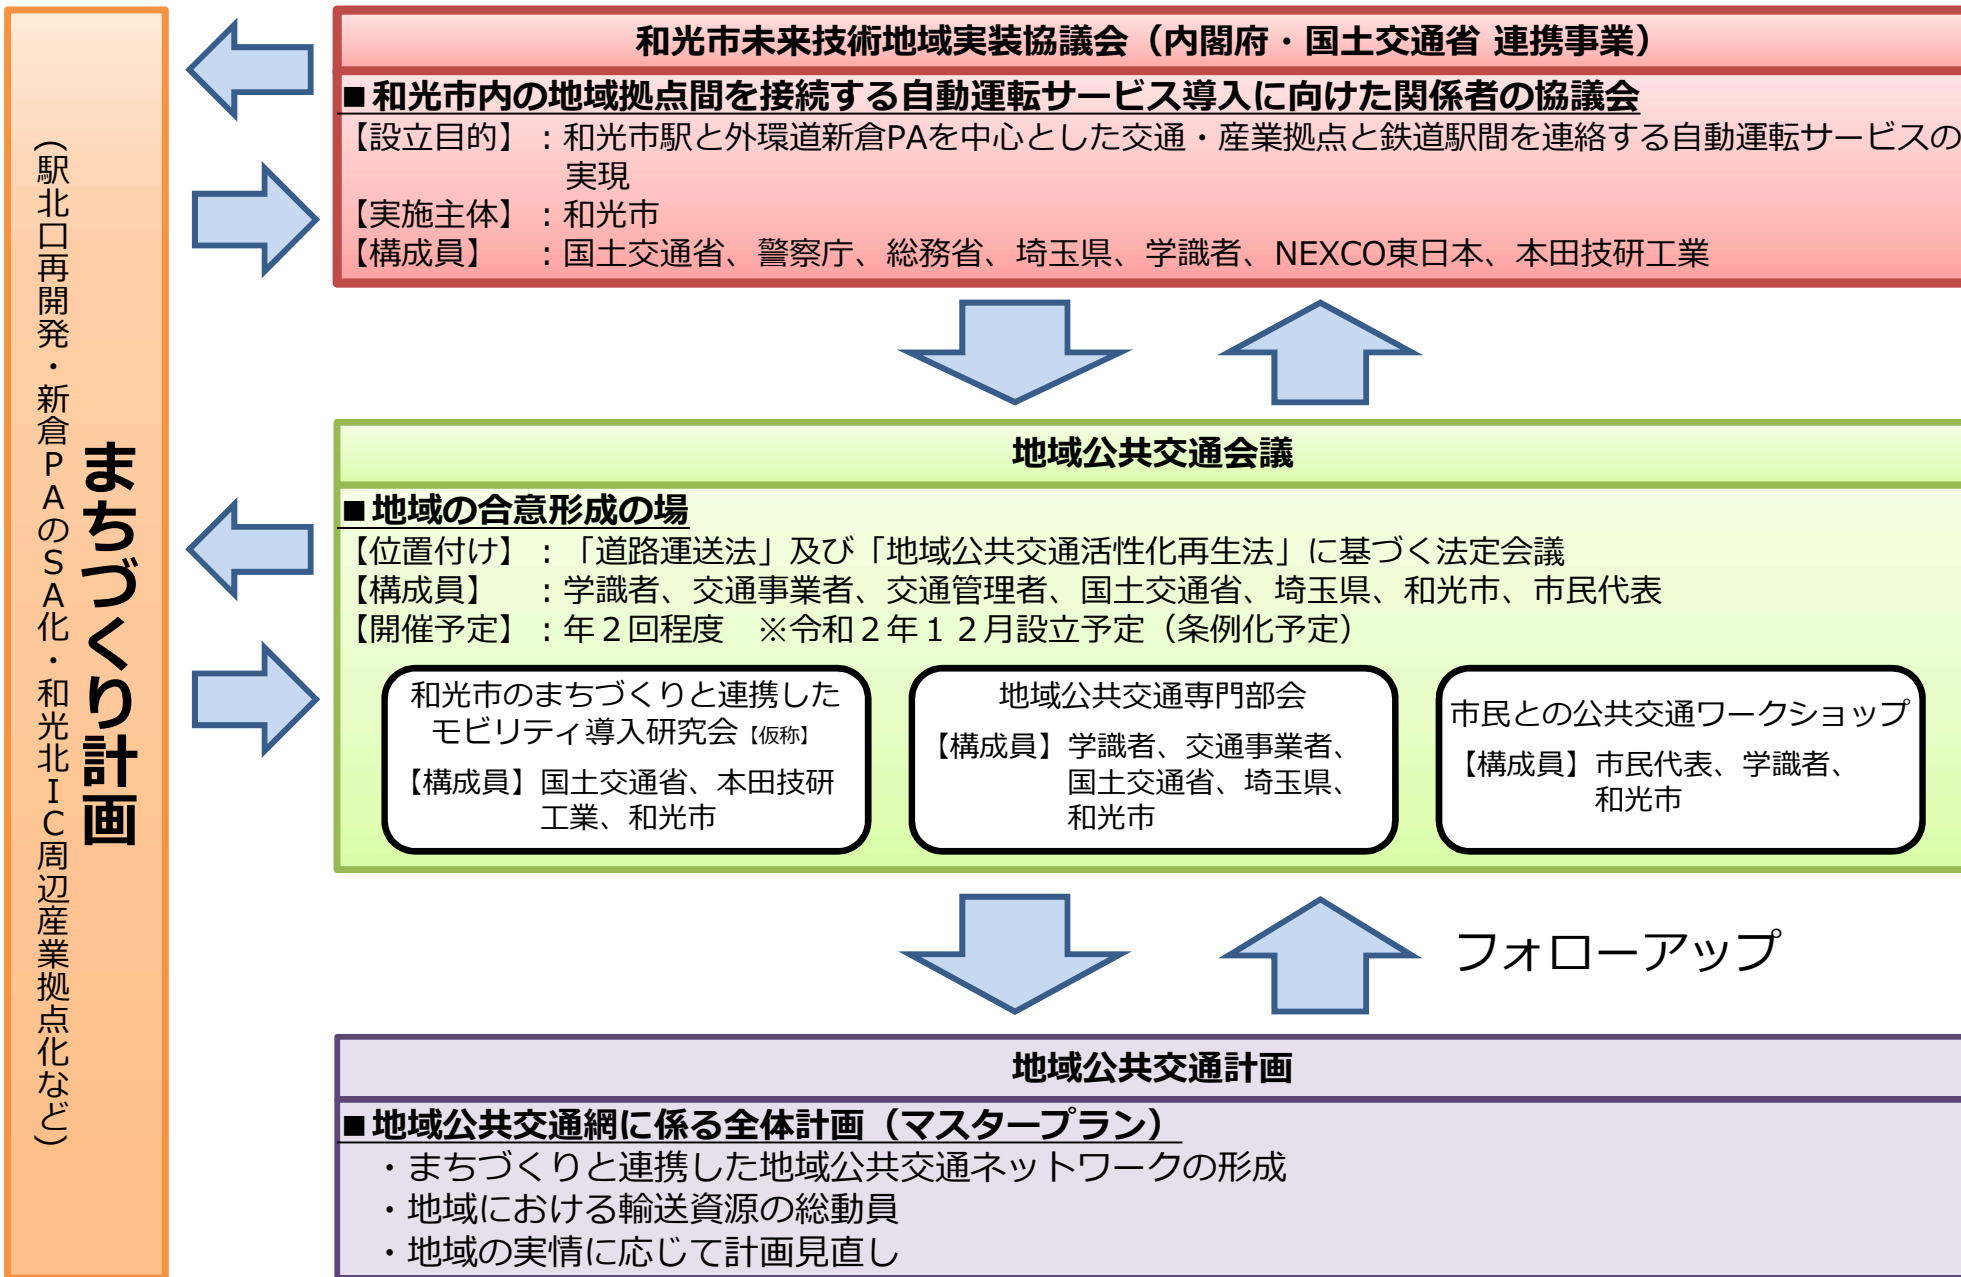 まちづくり計画
（駅北口再開発・新倉ＰＡのＳＡ化・和光北ＩＣ周辺産業拠点化など）
和光市未来技術地域実装協議会（内閣府・国土交通省 連携事業）
■和光市内の地域拠点間を接続する自動運転サービス導入に向けた関係者の協議会
【設立目的】：和光市駅と外環道新倉PAを中心とした交通・産業拠点と鉄道駅間を連絡する自動運転サービスの
実現
【実施主体】：和光市
【構成員】　：国土交通省、警察庁、総務省、埼玉県、学識者、NEXCO東日本、本田技研工業
地域公共交通会議
■地域の合意形成の場
【位置付け】：「道路運送法」及び「地域公共交通活性化再生法」に基づく法定会議
【構成員】　：学識者、交通事業者、交通管理者、国土交通省、埼玉県、和光市、市民代表
【開催予定】：年２回程度　※令和２年１２月設立予定（条例化予定）
和光市のまちづくりと連携した
モビリティ導入研究会【仮称】
【構成員】国土交通省、本田技研
工業、和光市
地域公共交通専門部会
【構成員】学識者、交通事業者、
国土交通省、埼玉県、
和光市
市民との公共交通ワークショップ
【構成員】市民代表、学識者、
和光市
フォローアップ
地域公共交通計画
■地域公共交通網に係る全体計画（マスタープラン）
・まちづくりと連携した地域公共交通ネットワークの形成
・地域における輸送資源の総動員
・地域の実情に応じて計画見直し